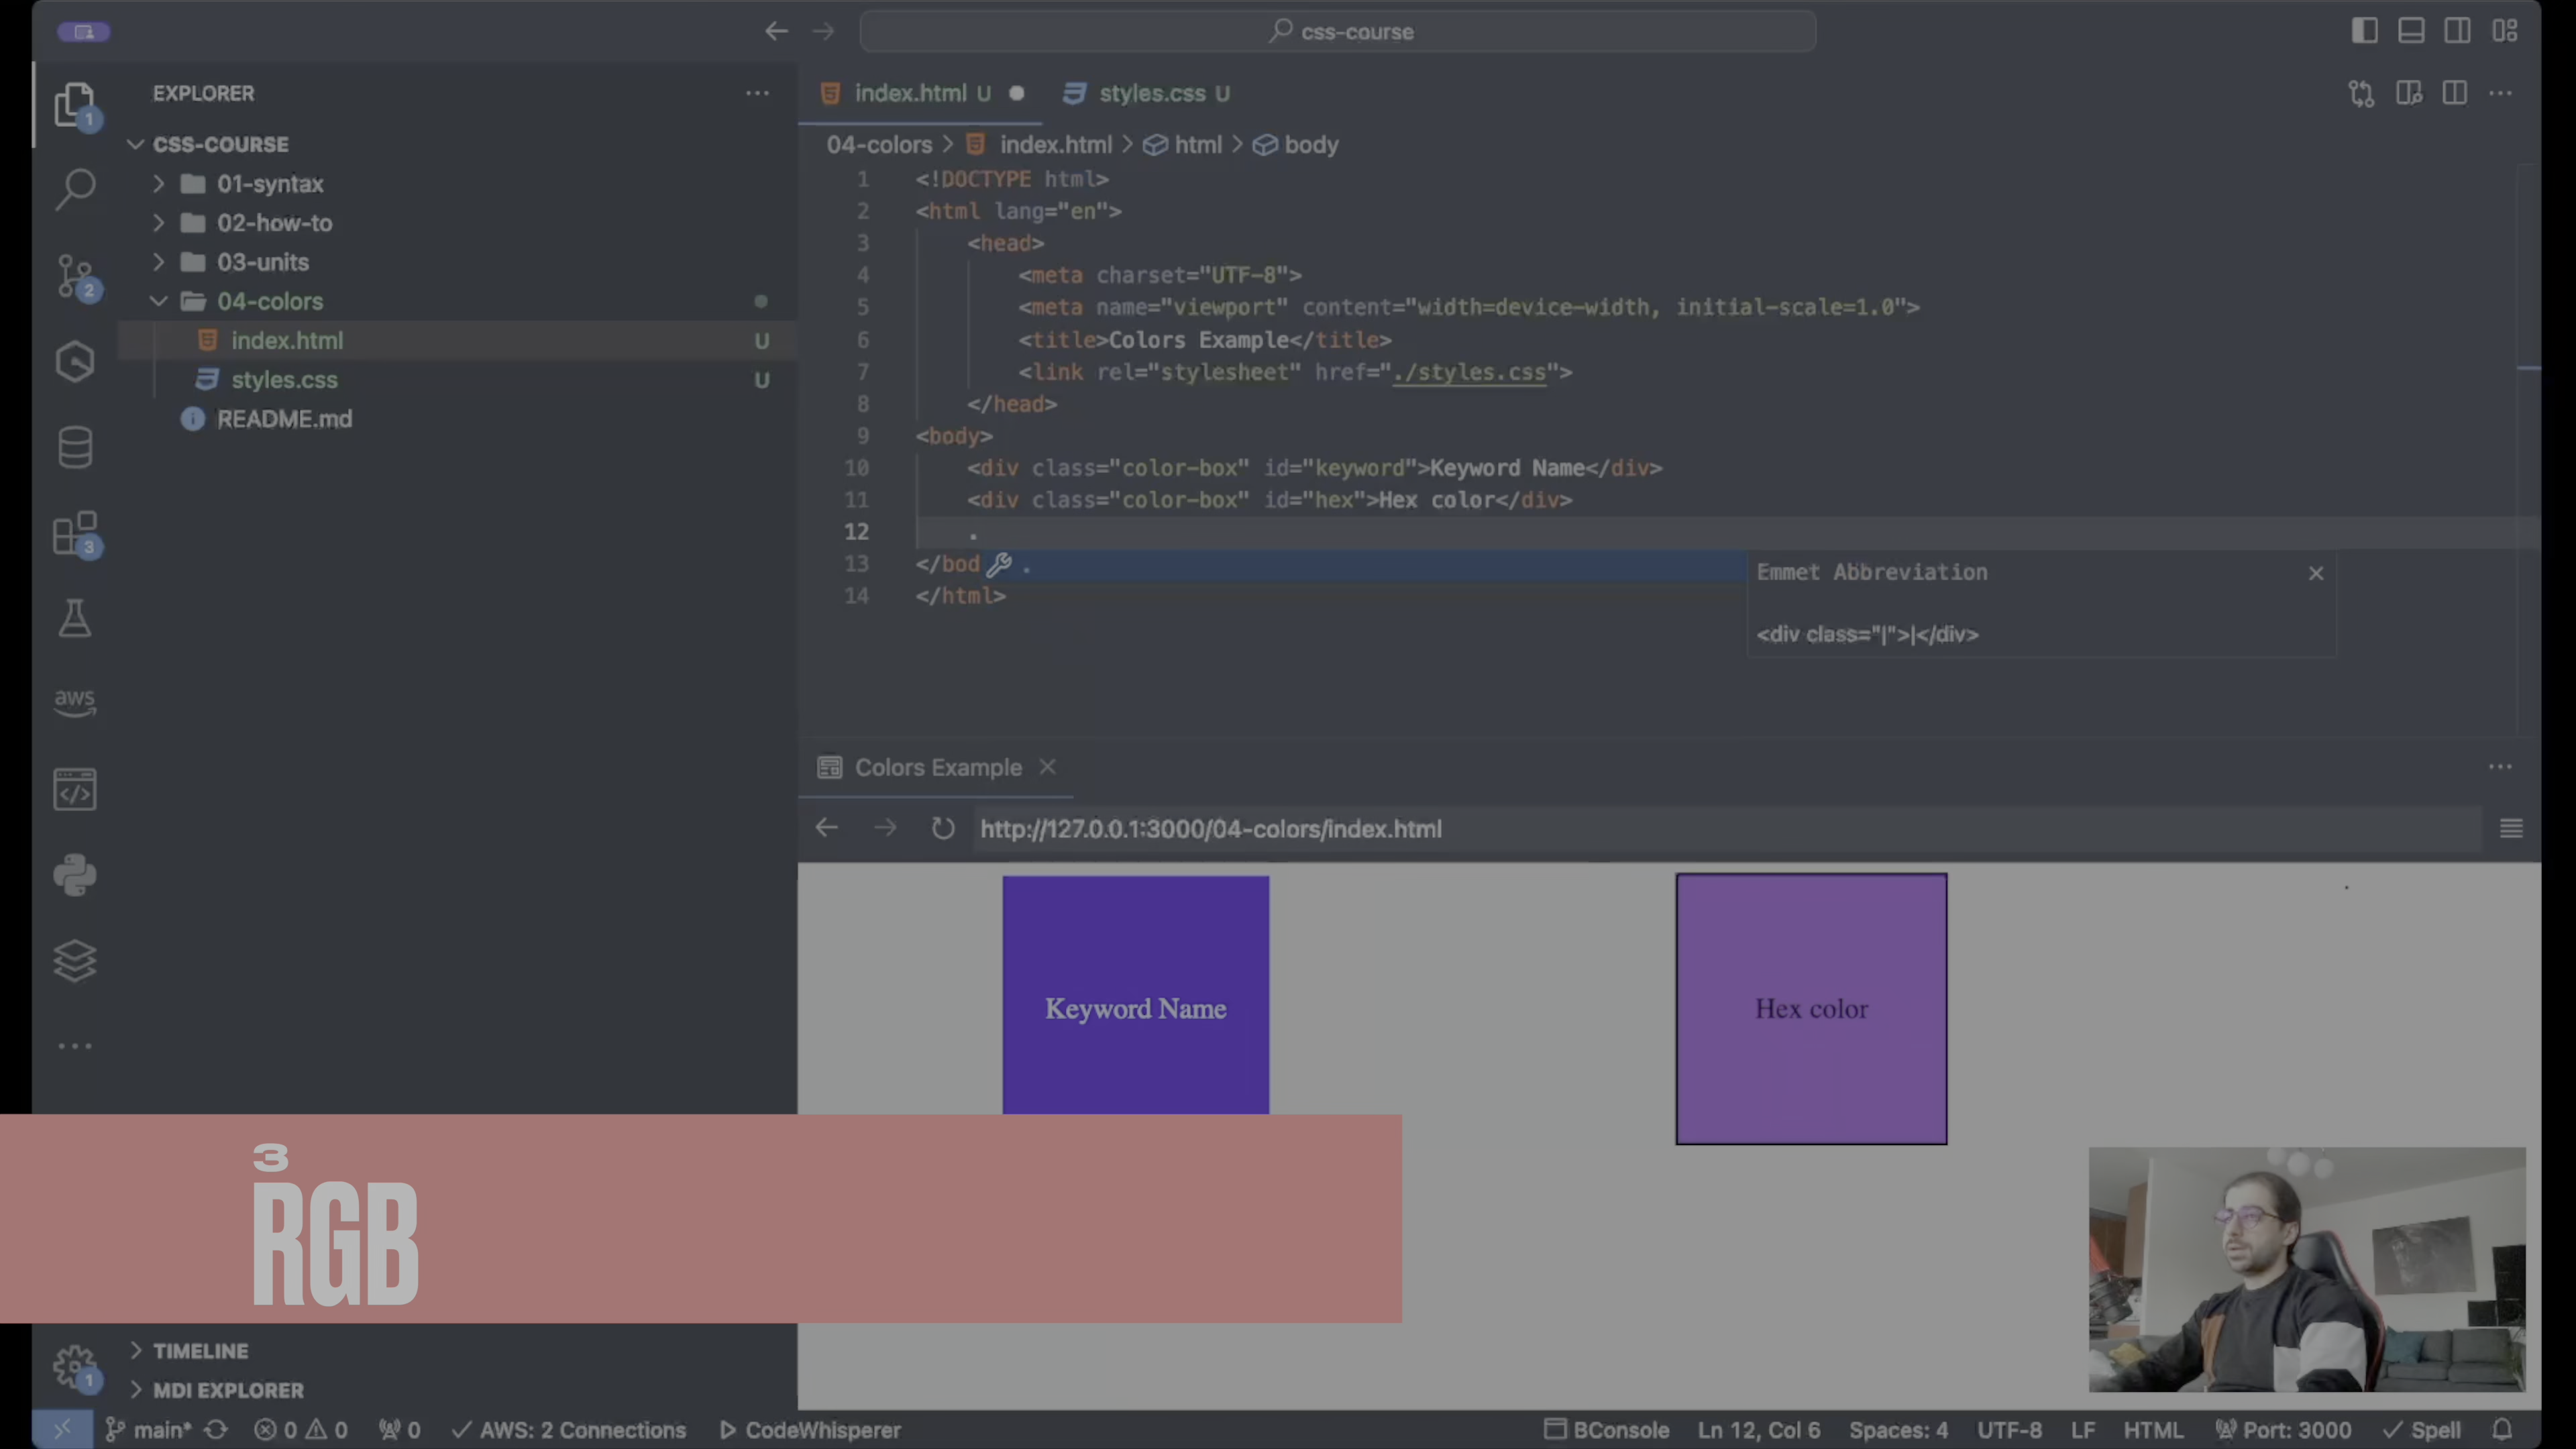 css-course
EXPLORER
CSS-COURSE
01-syntax
02-how-to
03-units
04-colors
index.html U
styles.css U
README.md
1
2
3
aws
index.html U
styles.css U
04-colors > index.html > html > body
1 <!DOCTYPE html>
2 <html lang="en">
3 <head>
4 <meta charset="UTF-8">
5 <meta name="viewport" content="width=device-width, initial-scale=1.0">
6 <title>Colors Example</title>
7 <link rel="stylesheet" href="./styles.css">
8 </head>
9 <body>
10 <div class="color-box" id="keyword">Keyword Name</div>
11 <div class="color-box" id="hex">Hex color</div>
12 .
13 </bod .
14 </html>
Emmet Abbreviation
<div class="|">|</div>
Colors Example
http://127.0.0.1:3000/04-colors/index.html
Keyword Name
Hex color
3
RGB
1
TIMELINE
MDI EXPLORER
main* 0 0 0 AWS: 2 Connections CodeWhisperer BConsole Ln 12, Col 6 Spaces: 4 UTF-8 LF HTML Port: 3000 Spell